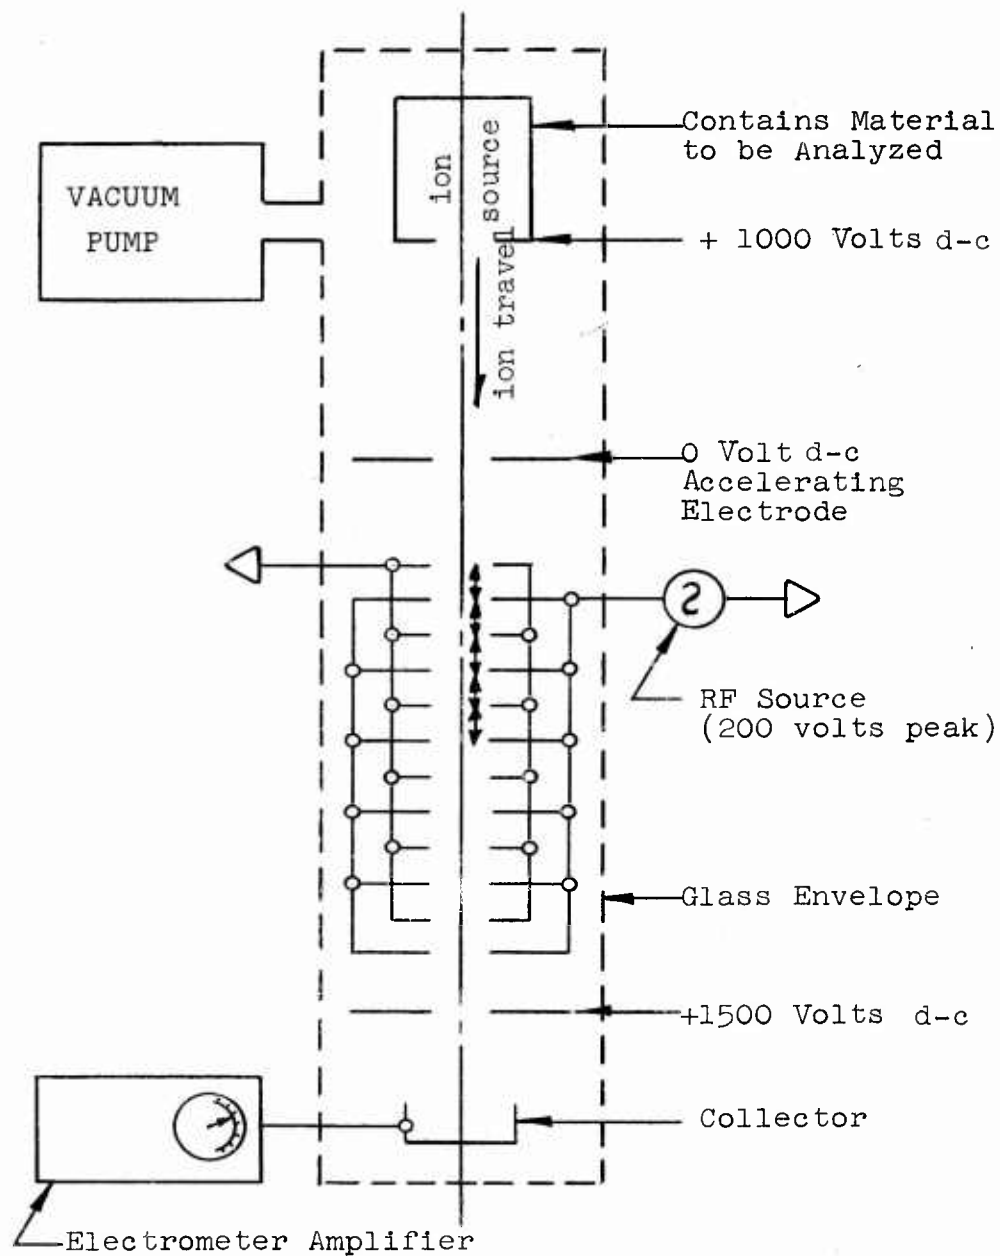 Contains Material
to be Analyzed
ion
source
VACUUM
PUMP
+ 1000 Volts d-c
ion travel
0 Volt d-c
Accelerating
Electrode
RF Source
(200 volts peak)
Glass Envelope
+1500 Volts d-c
Collector
Electrometer Amplifier